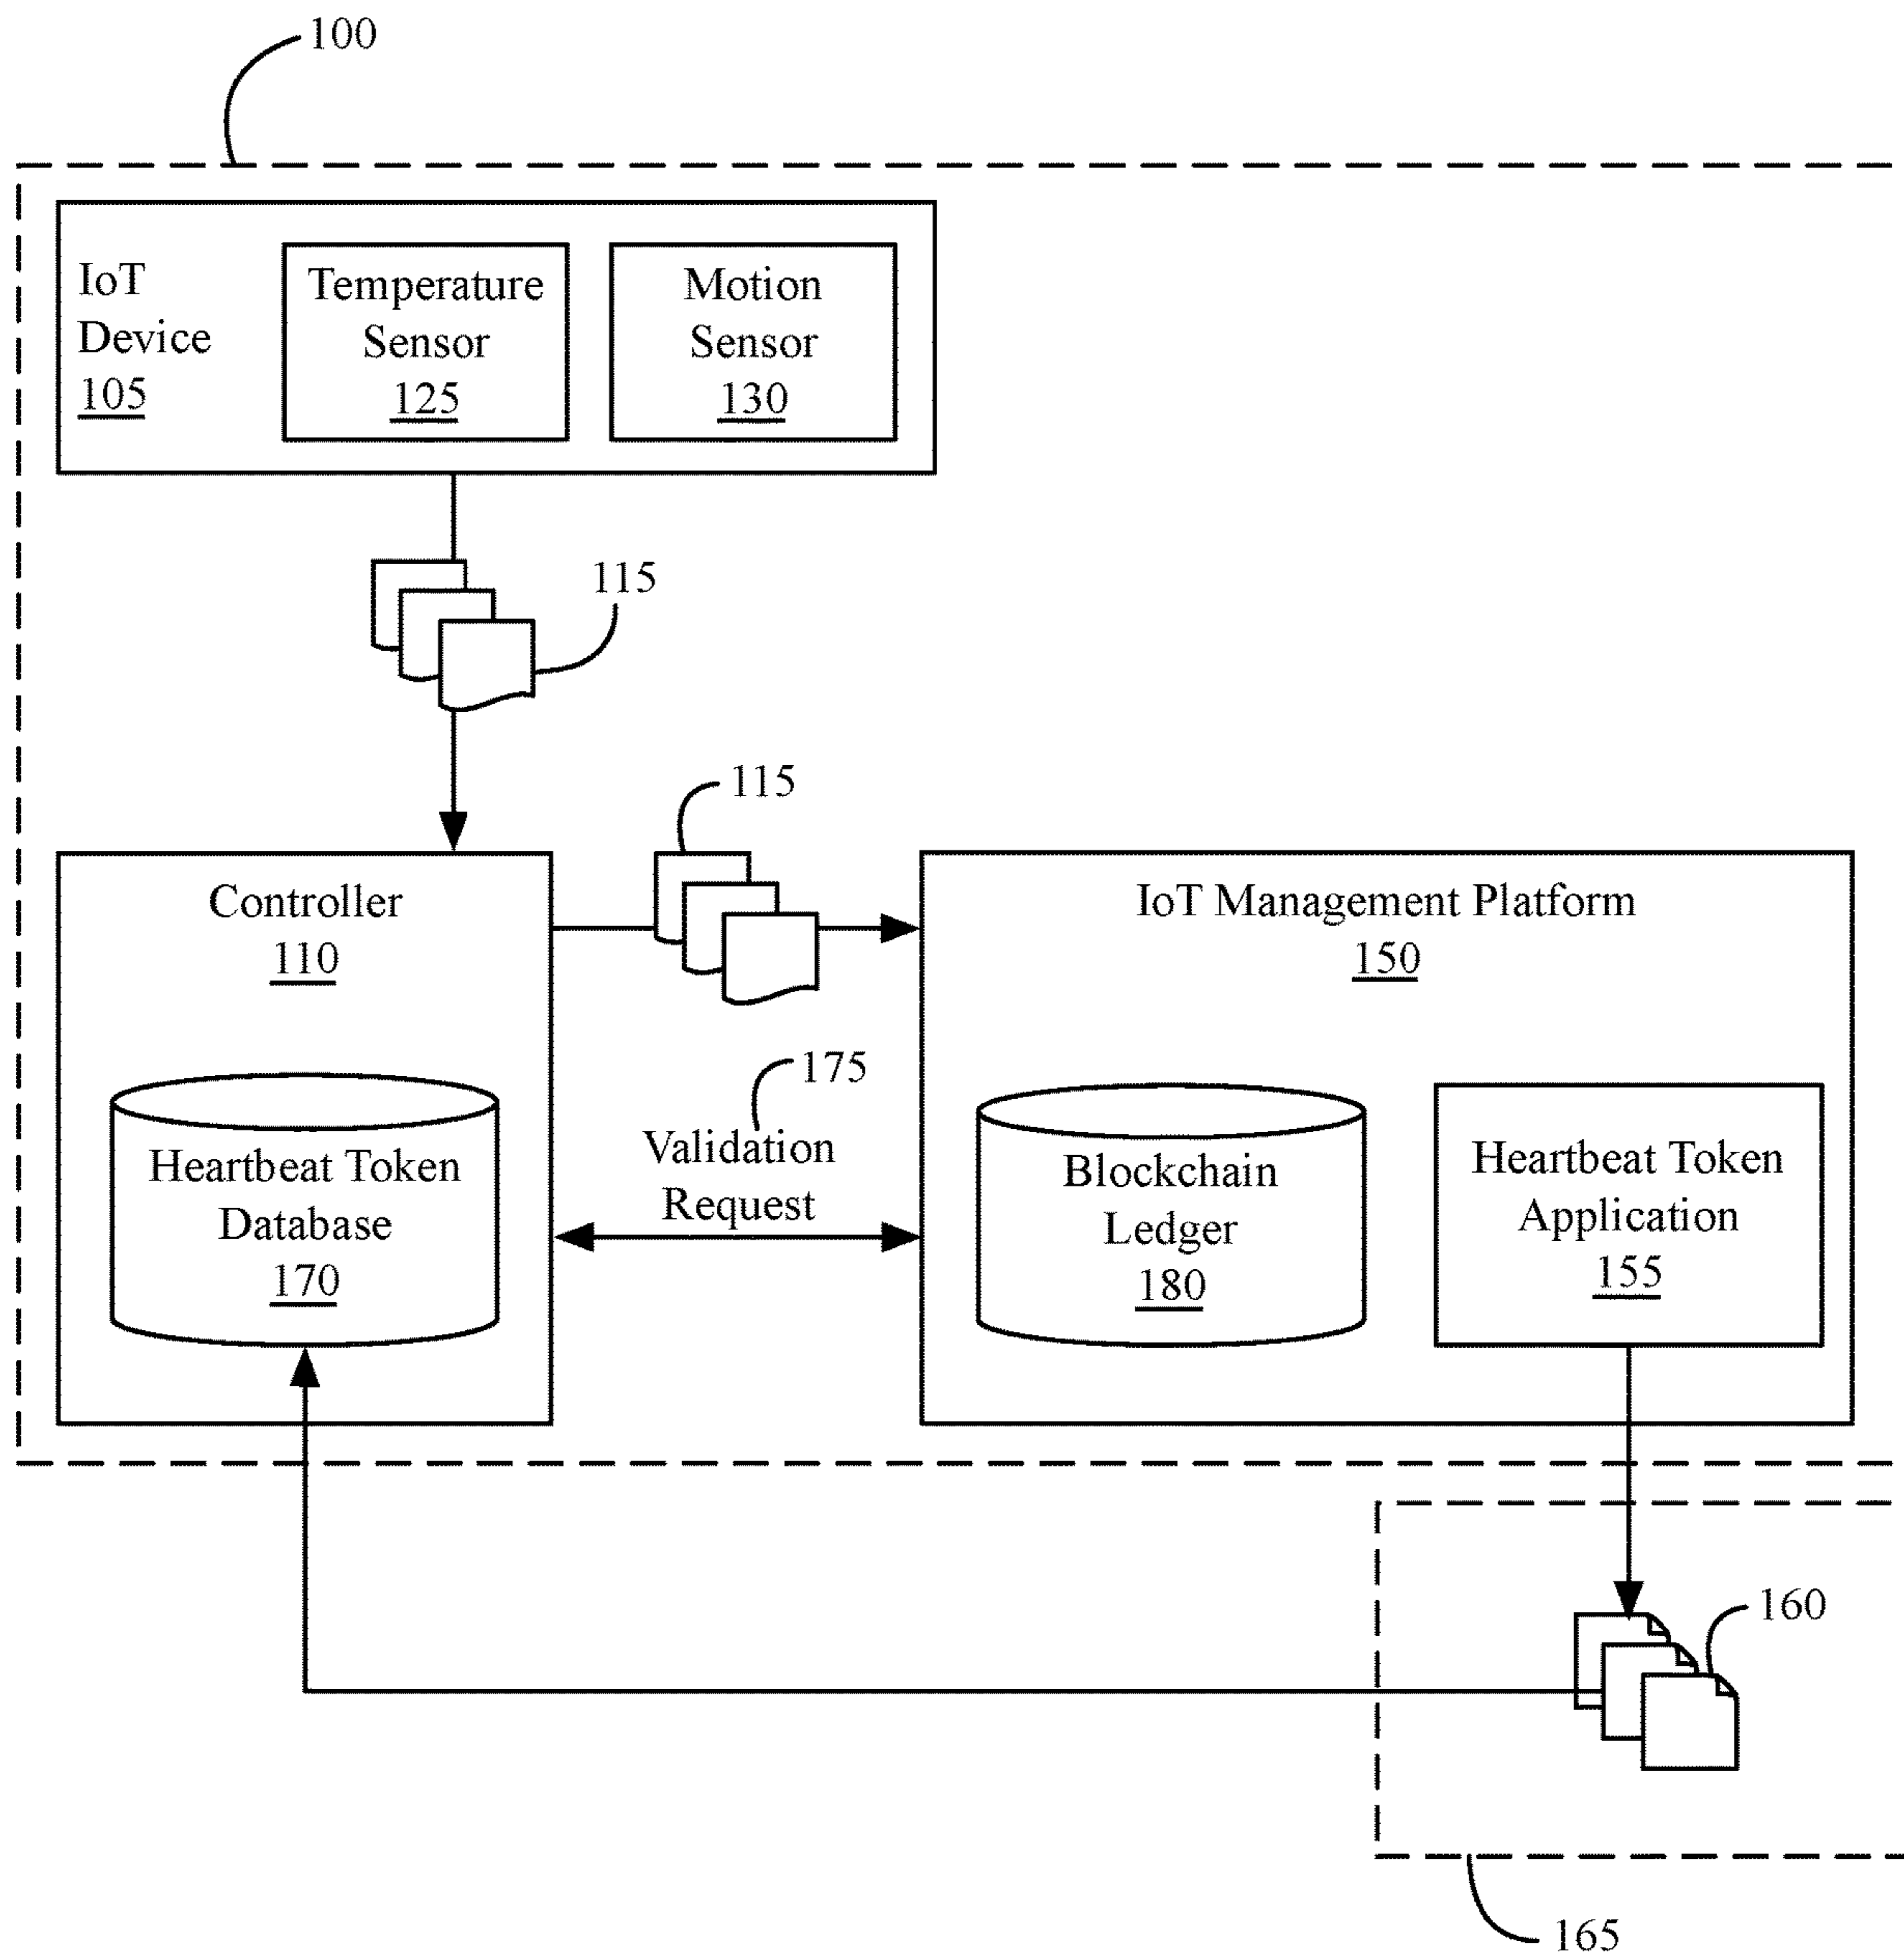 100
IoT
Device
105
Temperature
Sensor
125
Motion
Sensor
130
115
115
Controller
110
IoT Management Platform
150
175
Validation
Request
Heartbeat Token
Database
170
Blockchain
Ledger
180
Heartbeat Token
Application
155
160
165